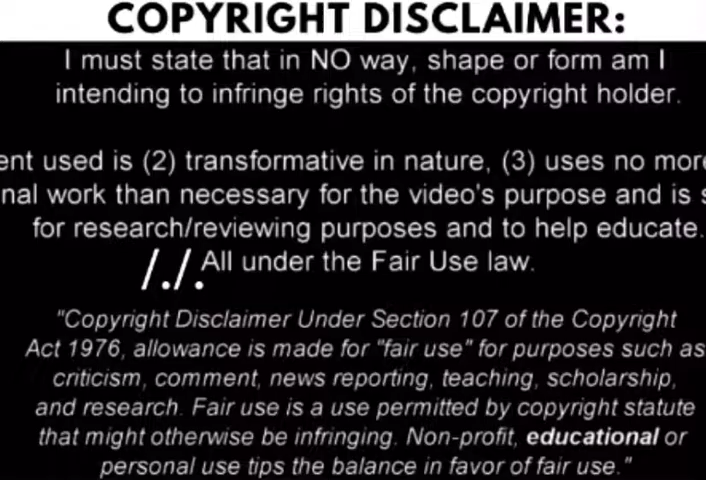 COPYRIGHT DISCLAIMER:
I must state that in NO way, shape or form am I
intending to infringe rights of the copyright holder.
used is (2) transformative in nature, (3) uses no
work than necessary for the video's purpose and is
for research/reviewing purposes and to help educate.
/./. All under the Fair Use law.
"Copyright Disclaimer Under Section 107 of the Copyright
Act 1976, allowance is made for "fair use" for purposes such as
criticism, comment, news reporting, teaching, scholarship,
and research. Fair use is a use permitted by copyright statute
that might otherwise be infringing. Non-profit, educational or
personal use tips the balance in favor of fair use."